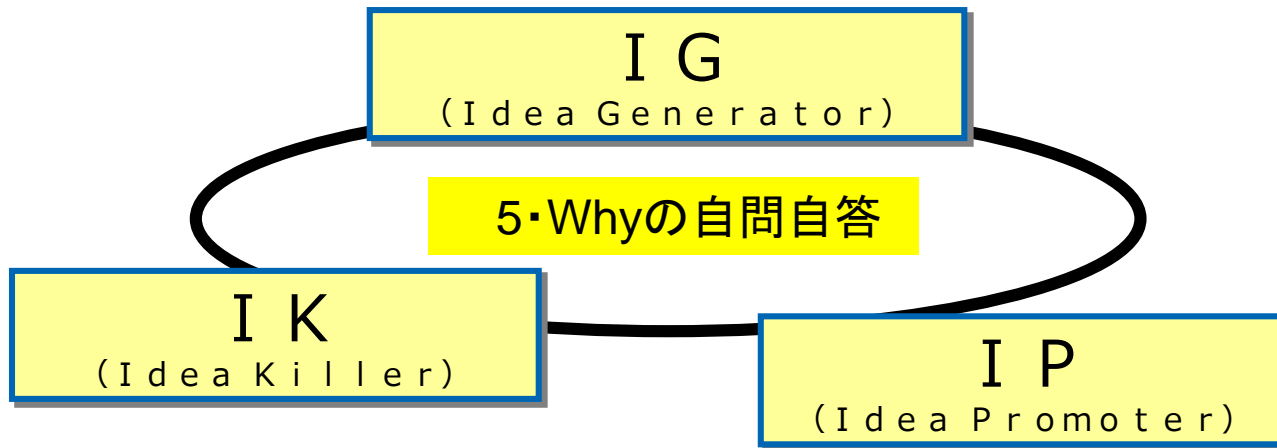 ＩＧ
（Ｉｄｅａ Ｇｅｎｅｒａｔｏｒ）
5・Whyの自問自答
ＩＫ
（Ｉｄｅａ Ｋｉｌｌｅｒ）
ＩＰ
（Ｉｄｅａ Ｐｒｏｍｏｔｅｒ）